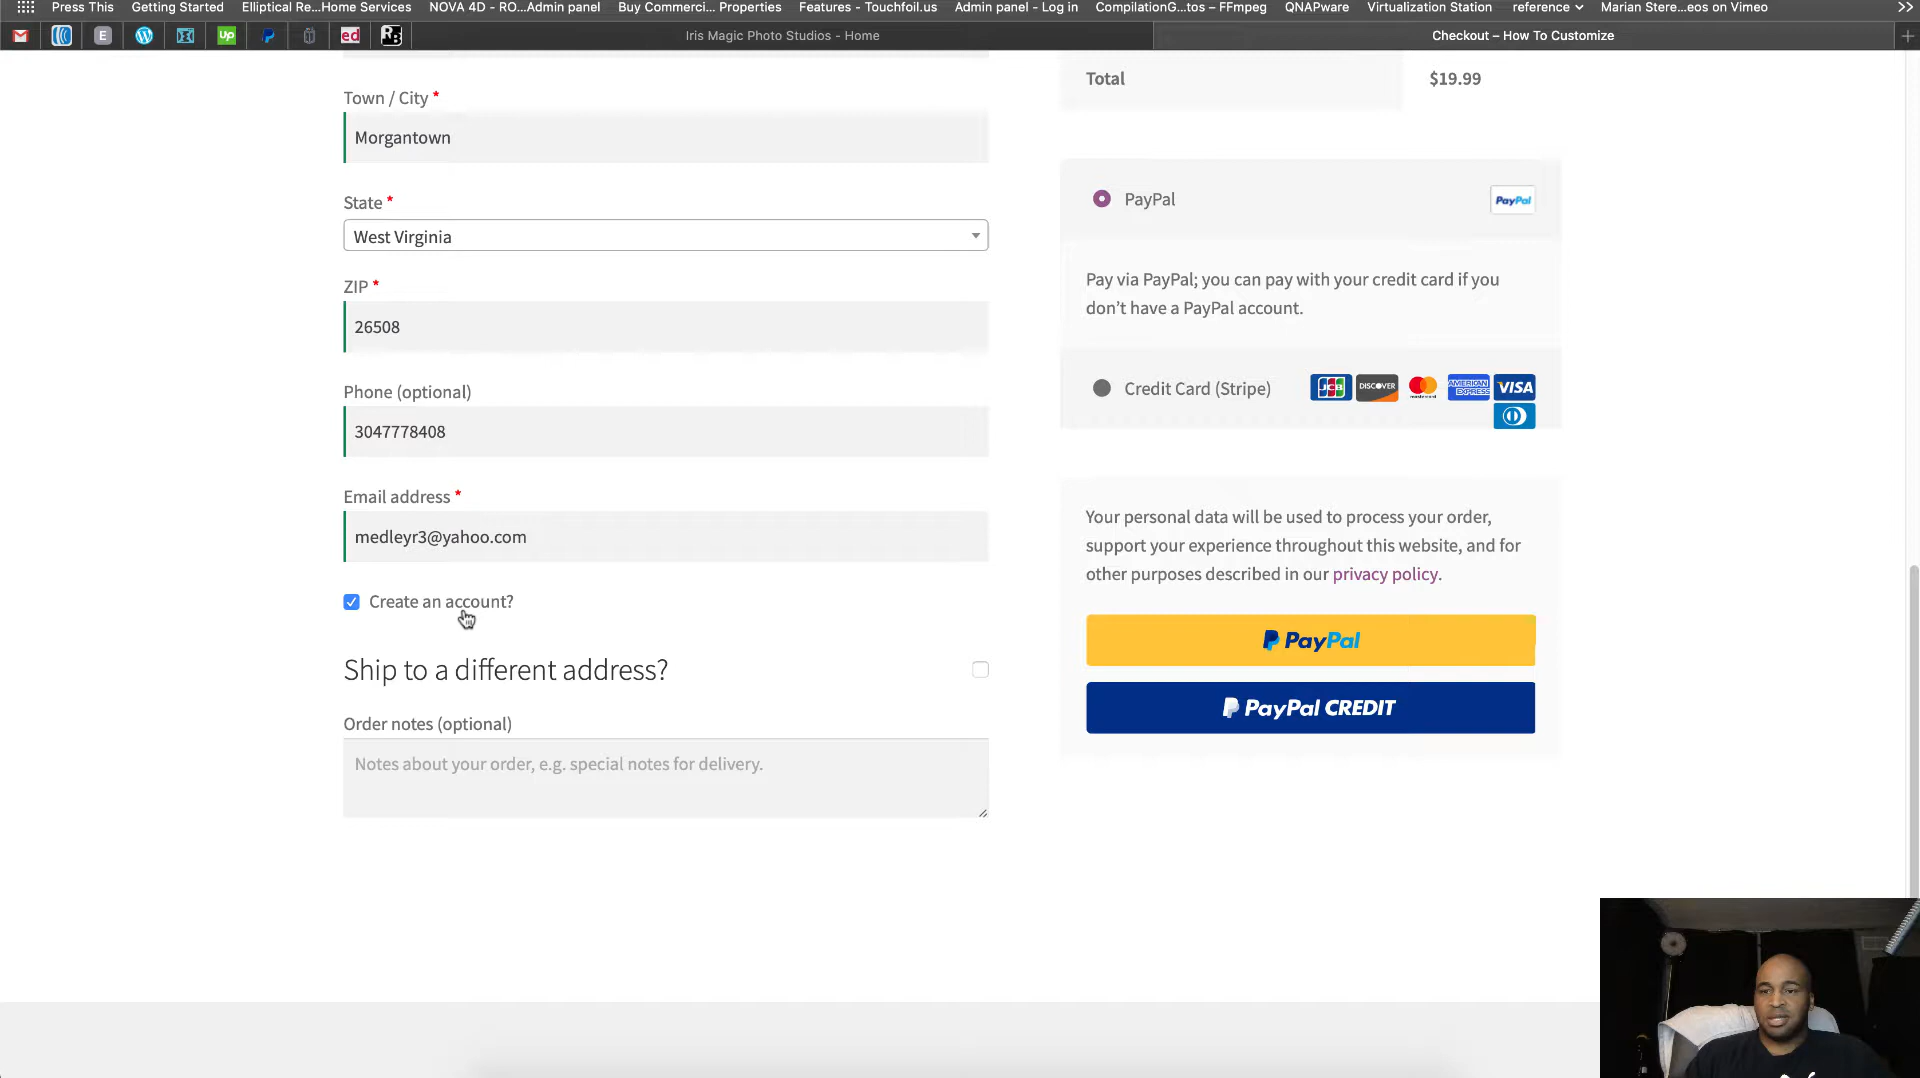 Press This
Getting Started
Elliptical Re...Home Services
NOVA 4D - RO...Admin panel
Buy Commerci... Properties
Features - Touchfoil.us
Admin panel - Log in
CompilationG...tos – FFmpeg
QNAPware
Virtualization Station
reference
Marian Stere...eos on Vimeo
E
Up
ed
RB
Iris Magic Photo Studios - Home
Checkout – How To Customize
Town / City *
Morgantown
State *
West Virginia
ZIP *
26508
Phone (optional)
3047778408
Email address *
medleyr3@yahoo.com
Create an account?
Ship to a different address?
Order notes (optional)
Notes about your order, e.g. special notes for delivery.
Total $19.99
PayPal
PayPal
Pay via PayPal; you can pay with your credit card if you
don't have a PayPal account.
Credit Card (Stripe)
JCB
DISCOVER
mastercard
AMERICAN EXPRESS
VISA
Your personal data will be used to process your order,
support your experience throughout this website, and for
other purposes described in our privacy policy.
PayPal
PayPal CREDIT